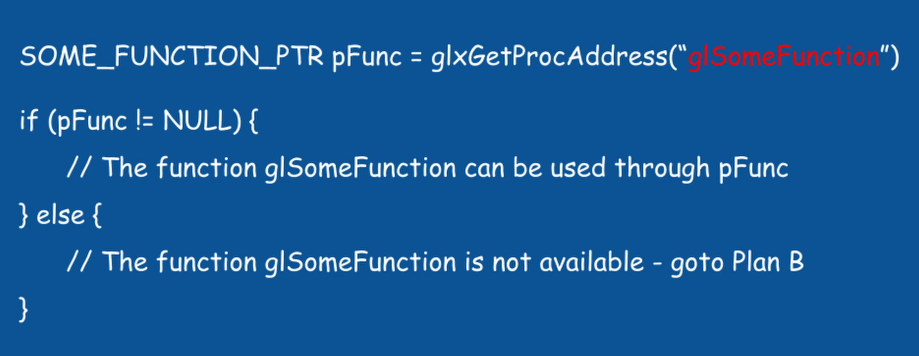 SOME_FUNCTION_PTR pFunc = glxGetProcAddress(“glSomeFunction”)
if (pFunc != NULL) {
// The function glSomeFunction can be used through pFunc
} else {
// The function glSomeFunction is not available - goto Plan B
}